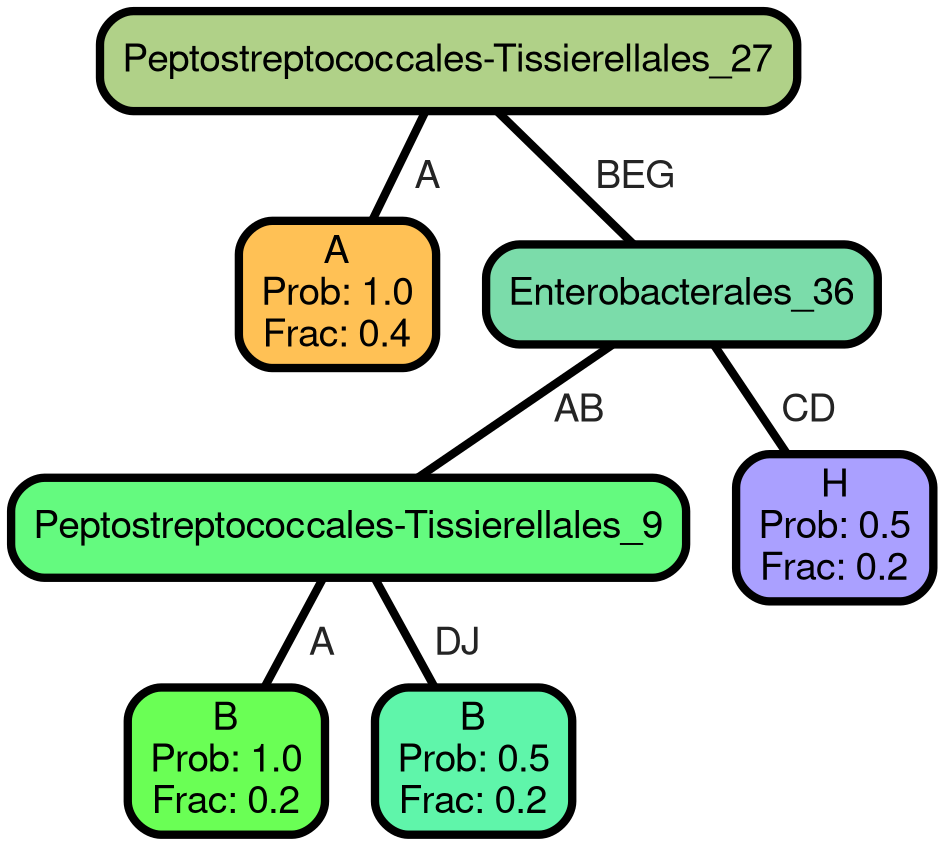 Peptostreptococcales-Tissierellales_27
A
BEG
A
Prob: 1.0
Frac: 0.4
Enterobacterales_36
AB
CD
Peptostreptococcales-Tissierellales_9
H
Prob: 0.5
Frac: 0.2
A
DJ
B
Prob: 1.0
Frac: 0.2
B
Prob: 0.5
Frac: 0.2